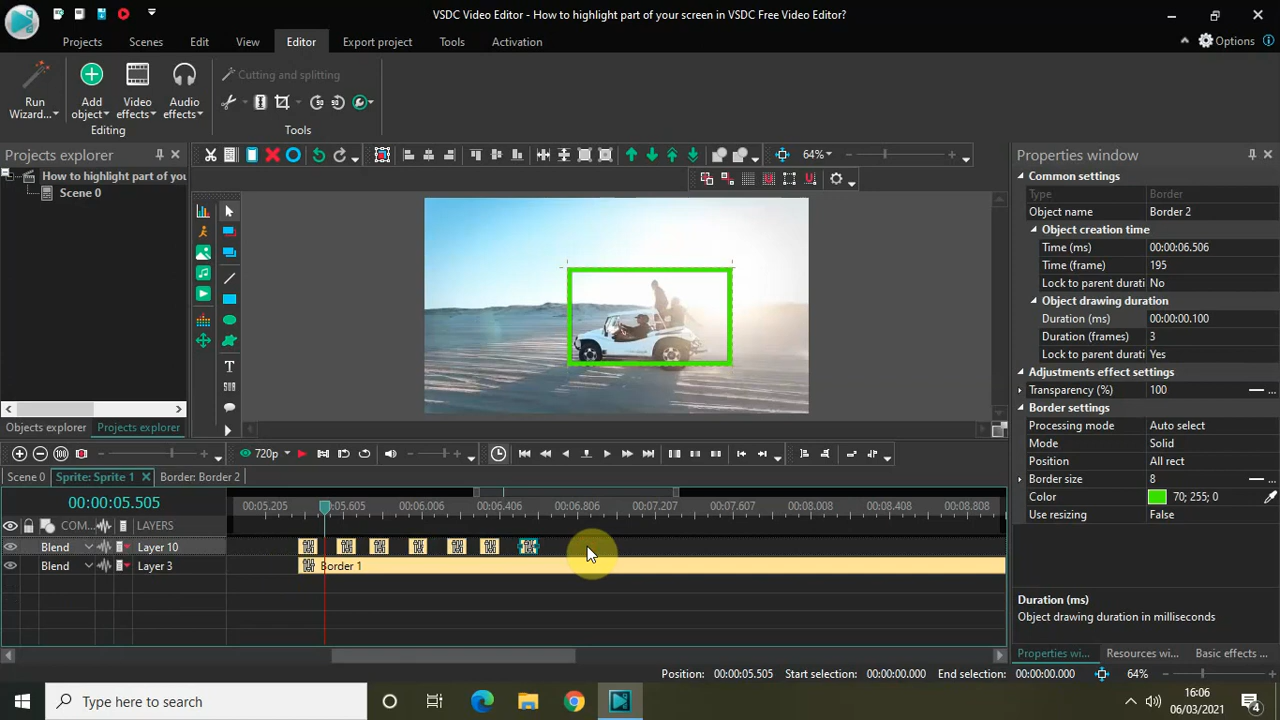 VSDC Video Editor - How to highlight part of your screen in VSDC Free Video Editor?
Projects
Scenes
Edit
View
Editor
Export project
Tools
Activation
Options
Run
Wizard...
Add
object
Video
effects
Audio
effects
Cutting and splitting
Editing
Tools
Projects explorer
64%
Properties window
How to highlight part of you
Scene 0
Common settings
Type Border
Object name Border 2
Object creation time
Time (ms) 00:00:06.506
Time (frame) 195
Lock to parent durati No
Object drawing duration
Duration (ms) 00:00:00.100
Duration (frames) 3
Lock to parent durati Yes
Adjustments effect settings
Transparency (%) 100
Border settings
Processing mode Auto select
Mode Solid
Position All rect
Border size 8
Color 70; 255; 0
Use resizing False
T
Objects explorer
Projects explorer
720p
Scene 0
Sprite: Sprite 1
Border: Border 2
00:00:05.505
00:05.205 00:05.605 00:06.006 00:06.406 00:06.806 00:07.207 00:07.607 00:08.008 00:08.408 00:08.808
COM...
LAYERS
Blend
Layer 10
Blend
Layer 3
Border 1
Duration (ms)
Object drawing duration in milliseconds
Properties wi...
Resources wi...
Basic effects ...
Position: 00:00:05.505
Start selection: 00:00:00.000
End selection: 00:00:00.000
64%
Type here to search
16:06
06/03/2021
4